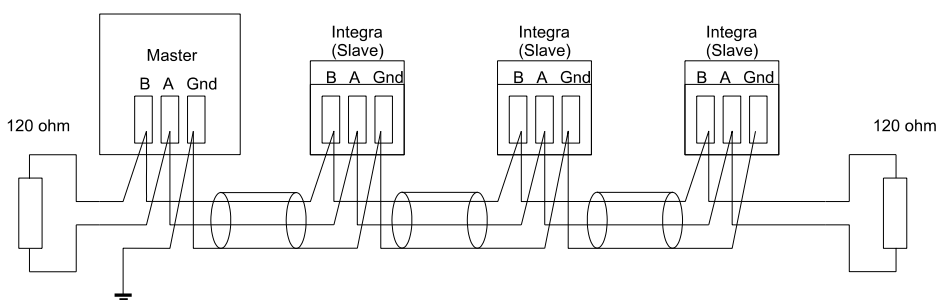 Master
B A Gnd
Integra
(Slave)
B A Gnd
Integra
(Slave)
B A Gnd
Integra
(Slave)
B A Gnd
120 ohm
120 ohm